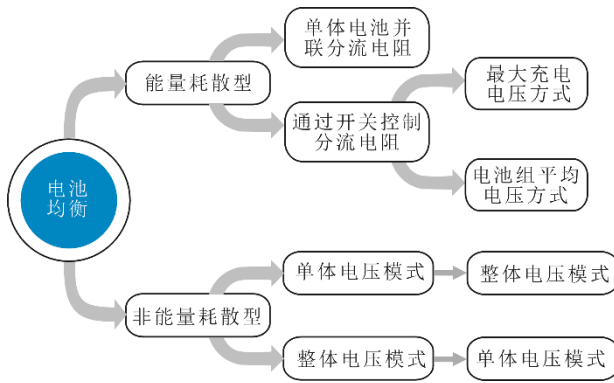 单体电池并
联分流电阻
能量耗散型
最大充电
电压方式
通过开关控制
分流电阻
电池组平均
电压方式
电池
均衡
单体电压模式
整体电压模式
非能量耗散型
整体电压模式
单体电压模式